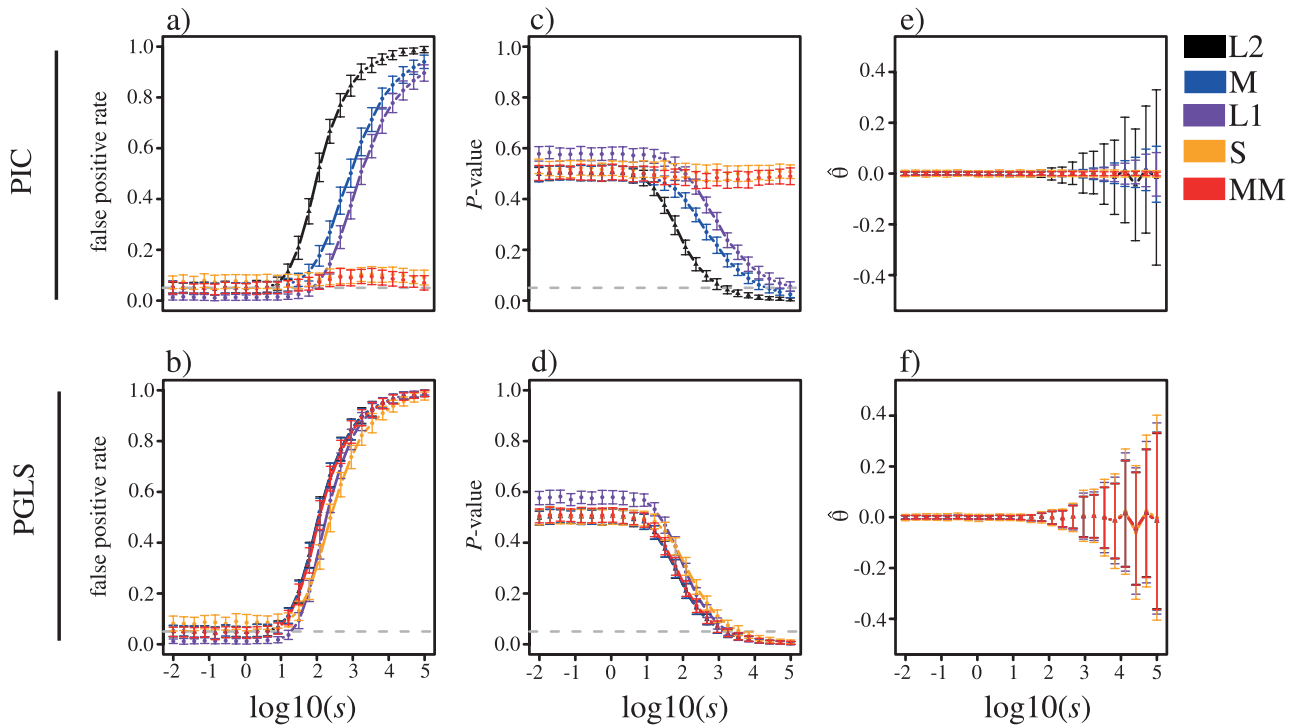 a)
c)
e)
PIC
false positive rate
1.0
0.8
0.6
0.4
0.2
0.0
P-value
1.0
0.8
0.6
0.4
0.2
0.0
θ̂
0.4
0.2
0.0
-0.2
-0.4
L2
M
L1
S
MM
b)
d)
f)
PGLS
false positive rate
1.0
0.8
0.6
0.4
0.2
0.0
-2 -1 0 1 2 3 4 5
log10(s)
P-value
1.0
0.8
0.6
0.4
0.2
0.0
-2 -1 0 1 2 3 4 5
log10(s)
θ̂
0.4
0.2
0.0
-0.2
-0.4
-2 -1 0 1 2 3 4 5
log10(s)